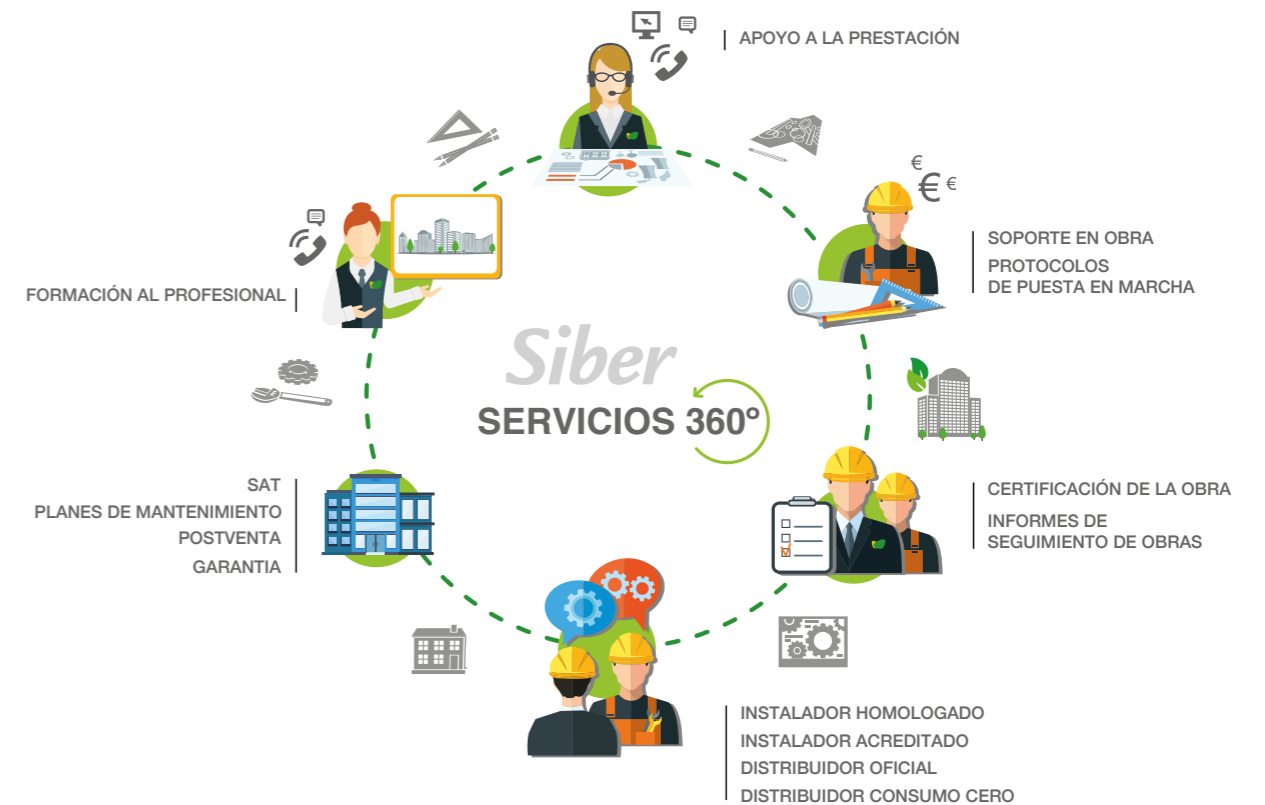 APOYO A LA PRESTACIÓN
€
€ €
SOPORTE EN OBRA
PROTOCOLOS
DE PUESTA EN MARCHA
FORMACIÓN AL PROFESIONAL
Siber
SERVICIOS 360º
SAT
PLANES DE MANTENIMIENTO
POSTVENTA
GARANTIA
CERTIFICACIÓN DE LA OBRA
INFORMES DE
SEGUIMIENTO DE OBRAS
INSTALADOR HOMOLOGADO
INSTALADOR ACREDITADO
DISTRIBUIDOR OFICIAL
DISTRIBUIDOR CONSUMO CERO